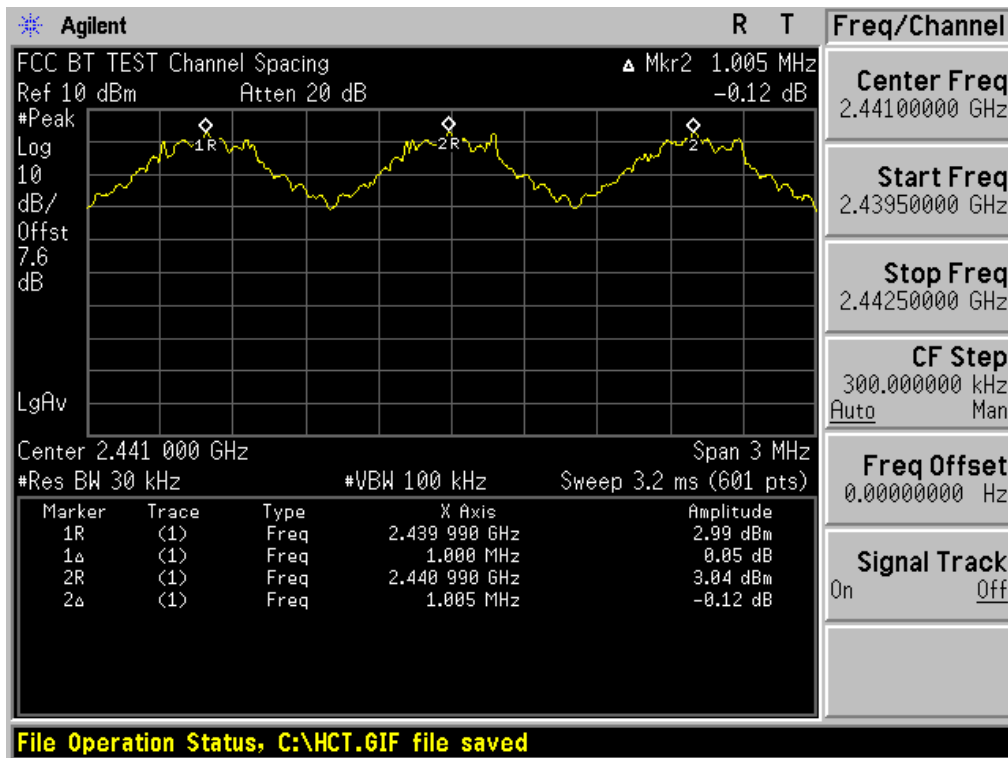 Agilent R T Freq/Channel
FCC BT TEST Channel Spacing Δ Mkr2 1.005 MHz
Ref 10 dBm Atten 20 dB -0.12 dB
#Peak
Log
10
dB/
Offst
7.6
dB
LgAv
1R
2R
2
Center 2.441 000 GHz Span 3 MHz
#Res BW 30 kHz #VBW 100 kHz Sweep 3.2 ms (601 pts)
Marker Trace Type X Axis Amplitude
1R (1) Freq 2.439 990 GHz 2.99 dBm
1Δ (1) Freq 1.000 MHz 0.05 dB
2R (1) Freq 2.440 990 GHz 3.04 dBm
2Δ (1) Freq 1.005 MHz -0.12 dB
Center Freq
2.44100000 GHz
Start Freq
2.43950000 GHz
Stop Freq
2.44250000 GHz
CF Step
300.000000 kHz
Auto Man
Freq Offset
0.00000000 Hz
Signal Track
On Off
File Operation Status, C:\HCT.GIF file saved